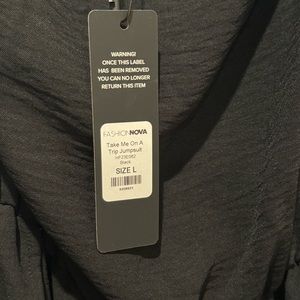 WARNING!
ONCE THIS LABEL
HAS BEEN REMOVED
YOU CAN NO LONGER
RETURN THIS ITEM
FASHIONNOVA
Take Me On A
Trip Jumpsuit
Black
SIZE L